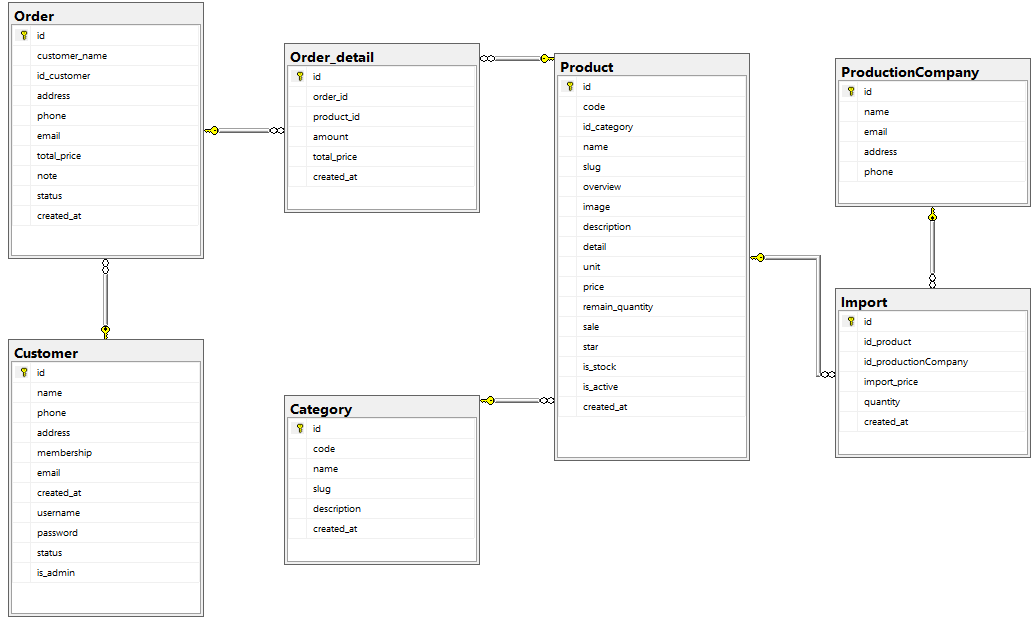 Order
id
customer_name
id_customer
address
phone
email
total_price
note
status
created_at
Order_detail
id
order_id
product_id
amount
total_price
created_at
Product
id
code
id_category
name
slug
overview
image
description
detail
unit
price
remain_quantity
sale
star
is_stock
is_active
created_at
ProductionCompany
id
name
email
address
phone
Import
id
id_product
id_productionCompany
import_price
quantity
created_at
Customer
id
name
phone
address
membership
email
created_at
username
password
status
is_admin
Category
id
code
name
slug
description
created_at